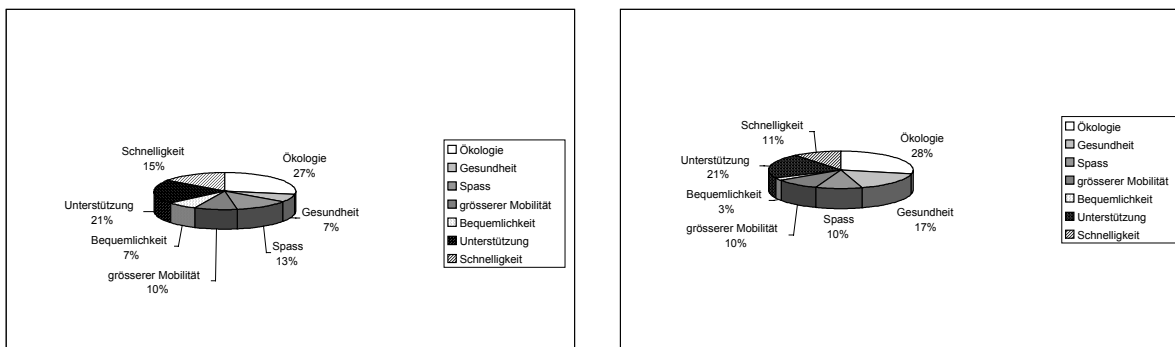 Schnelligkeit
15%
Ökologie
27%
Unterstützung
21%
Gesundheit
7%
Bequemlichkeit
7%
Spass
13%
grösserer Mobilität
10%
Ökologie
Gesundheit
Spass
grösserer Mobilität
Bequemlichkeit
Unterstützung
Schnelligkeit
Schnelligkeit
11%
Ökologie
28%
Unterstützung
21%
Bequemlichkeit
3%
grösserer Mobilität
10%
Spass
10%
Gesundheit
17%
Ökologie
Gesundheit
Spass
grösserer Mobilität
Bequemlichkeit
Unterstützung
Schnelligkeit